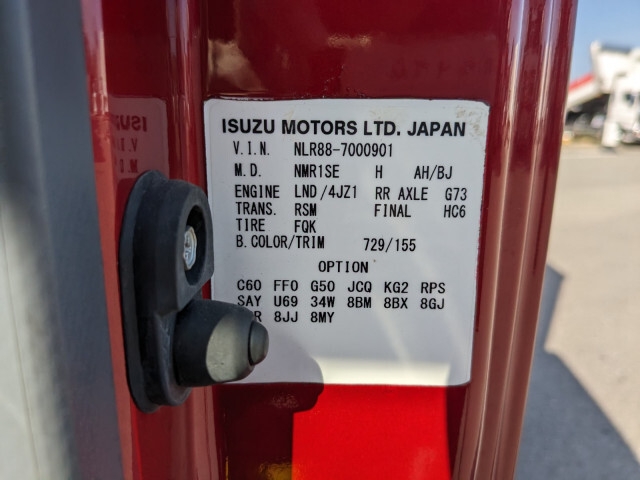 ISUZU MOTORS LTD. JAPAN
V.I.N. NLR88-7000901
M.D. NMR1SE H AH/BJ
ENGINE LND/4JZ1 RR AXLE G73
TRANS. RSM FINAL HC6
TIRE FQK
B.COLOR/TRIM 729/155
OPTION
C60 FF0 G50 JCQ KG2 RPS
SAY U69 34W 8BM 8BX 8GJ
8JJ 8MY